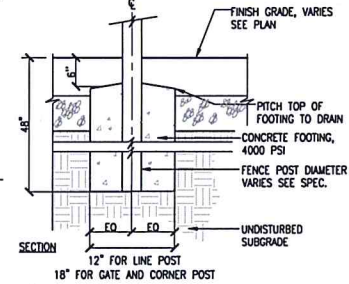 ℄
FINISH GRADE, VARIES
SEE PLAN
6"
48"
PITCH TOP OF
FOOTING TO DRAIN
CONCRETE FOOTING,
4000 PSI
FENCE POST DIAMETER
VARIES SEE SPEC.
EQ EQ
UNDISTURBED
SUBGRADE
SECTION
12" FOR LINE POST
18" FOR GATE AND CORNER POST